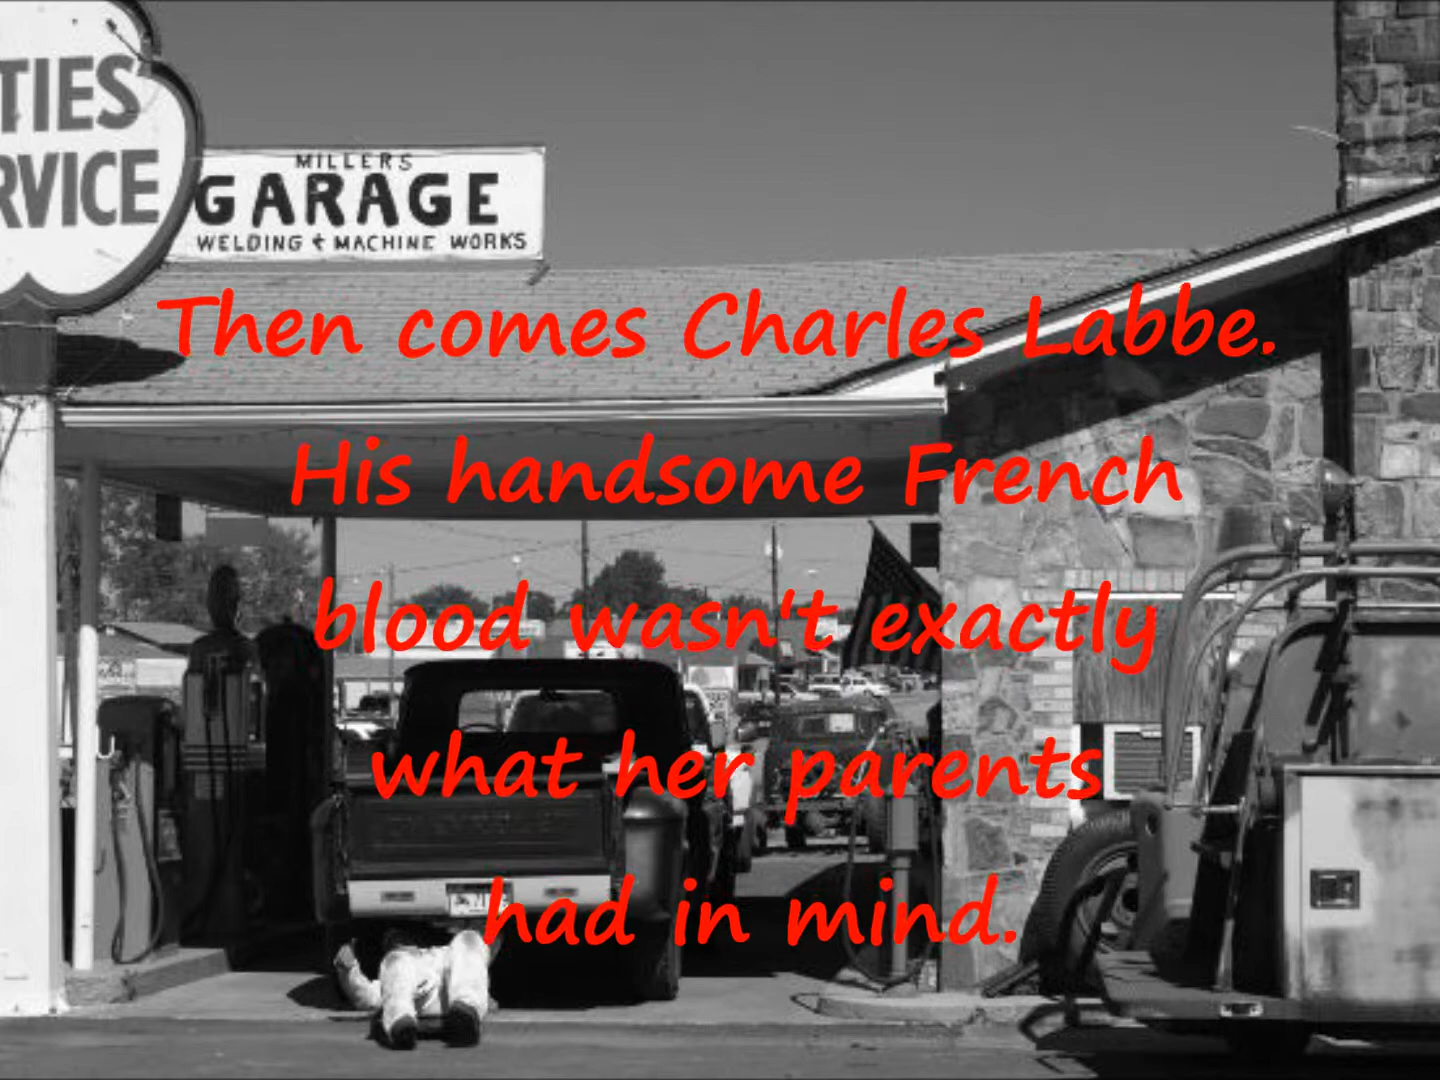 TIES
RVICE
MILLERS
GARAGE
WELDING & MACHINE WORKS
Then comes Charles Labbe.
His handsome French
blood wasn't exactly
what her parents
had in mind.